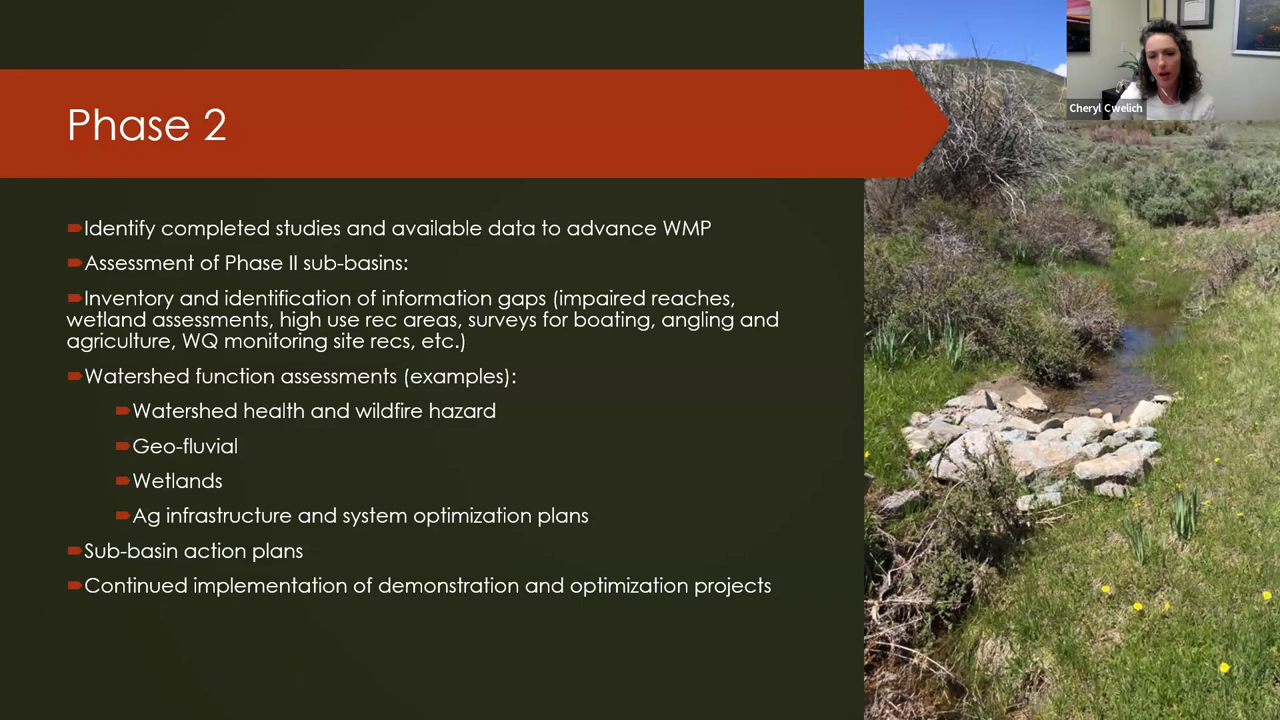 Phase 2
Cheryl Cwelich
Identify completed studies and available data to advance WMP
Assessment of Phase II sub-basins:
Inventory and identification of information gaps (impaired reaches,
wetland assessments, high use rec areas, surveys for boating, angling and
agriculture, WQ monitoring site recs, etc.)
Watershed function assessments (examples):
Watershed health and wildfire hazard
Geo-fluvial
Wetlands
Ag infrastructure and system optimization plans
Sub-basin action plans
Continued implementation of demonstration and optimization projects